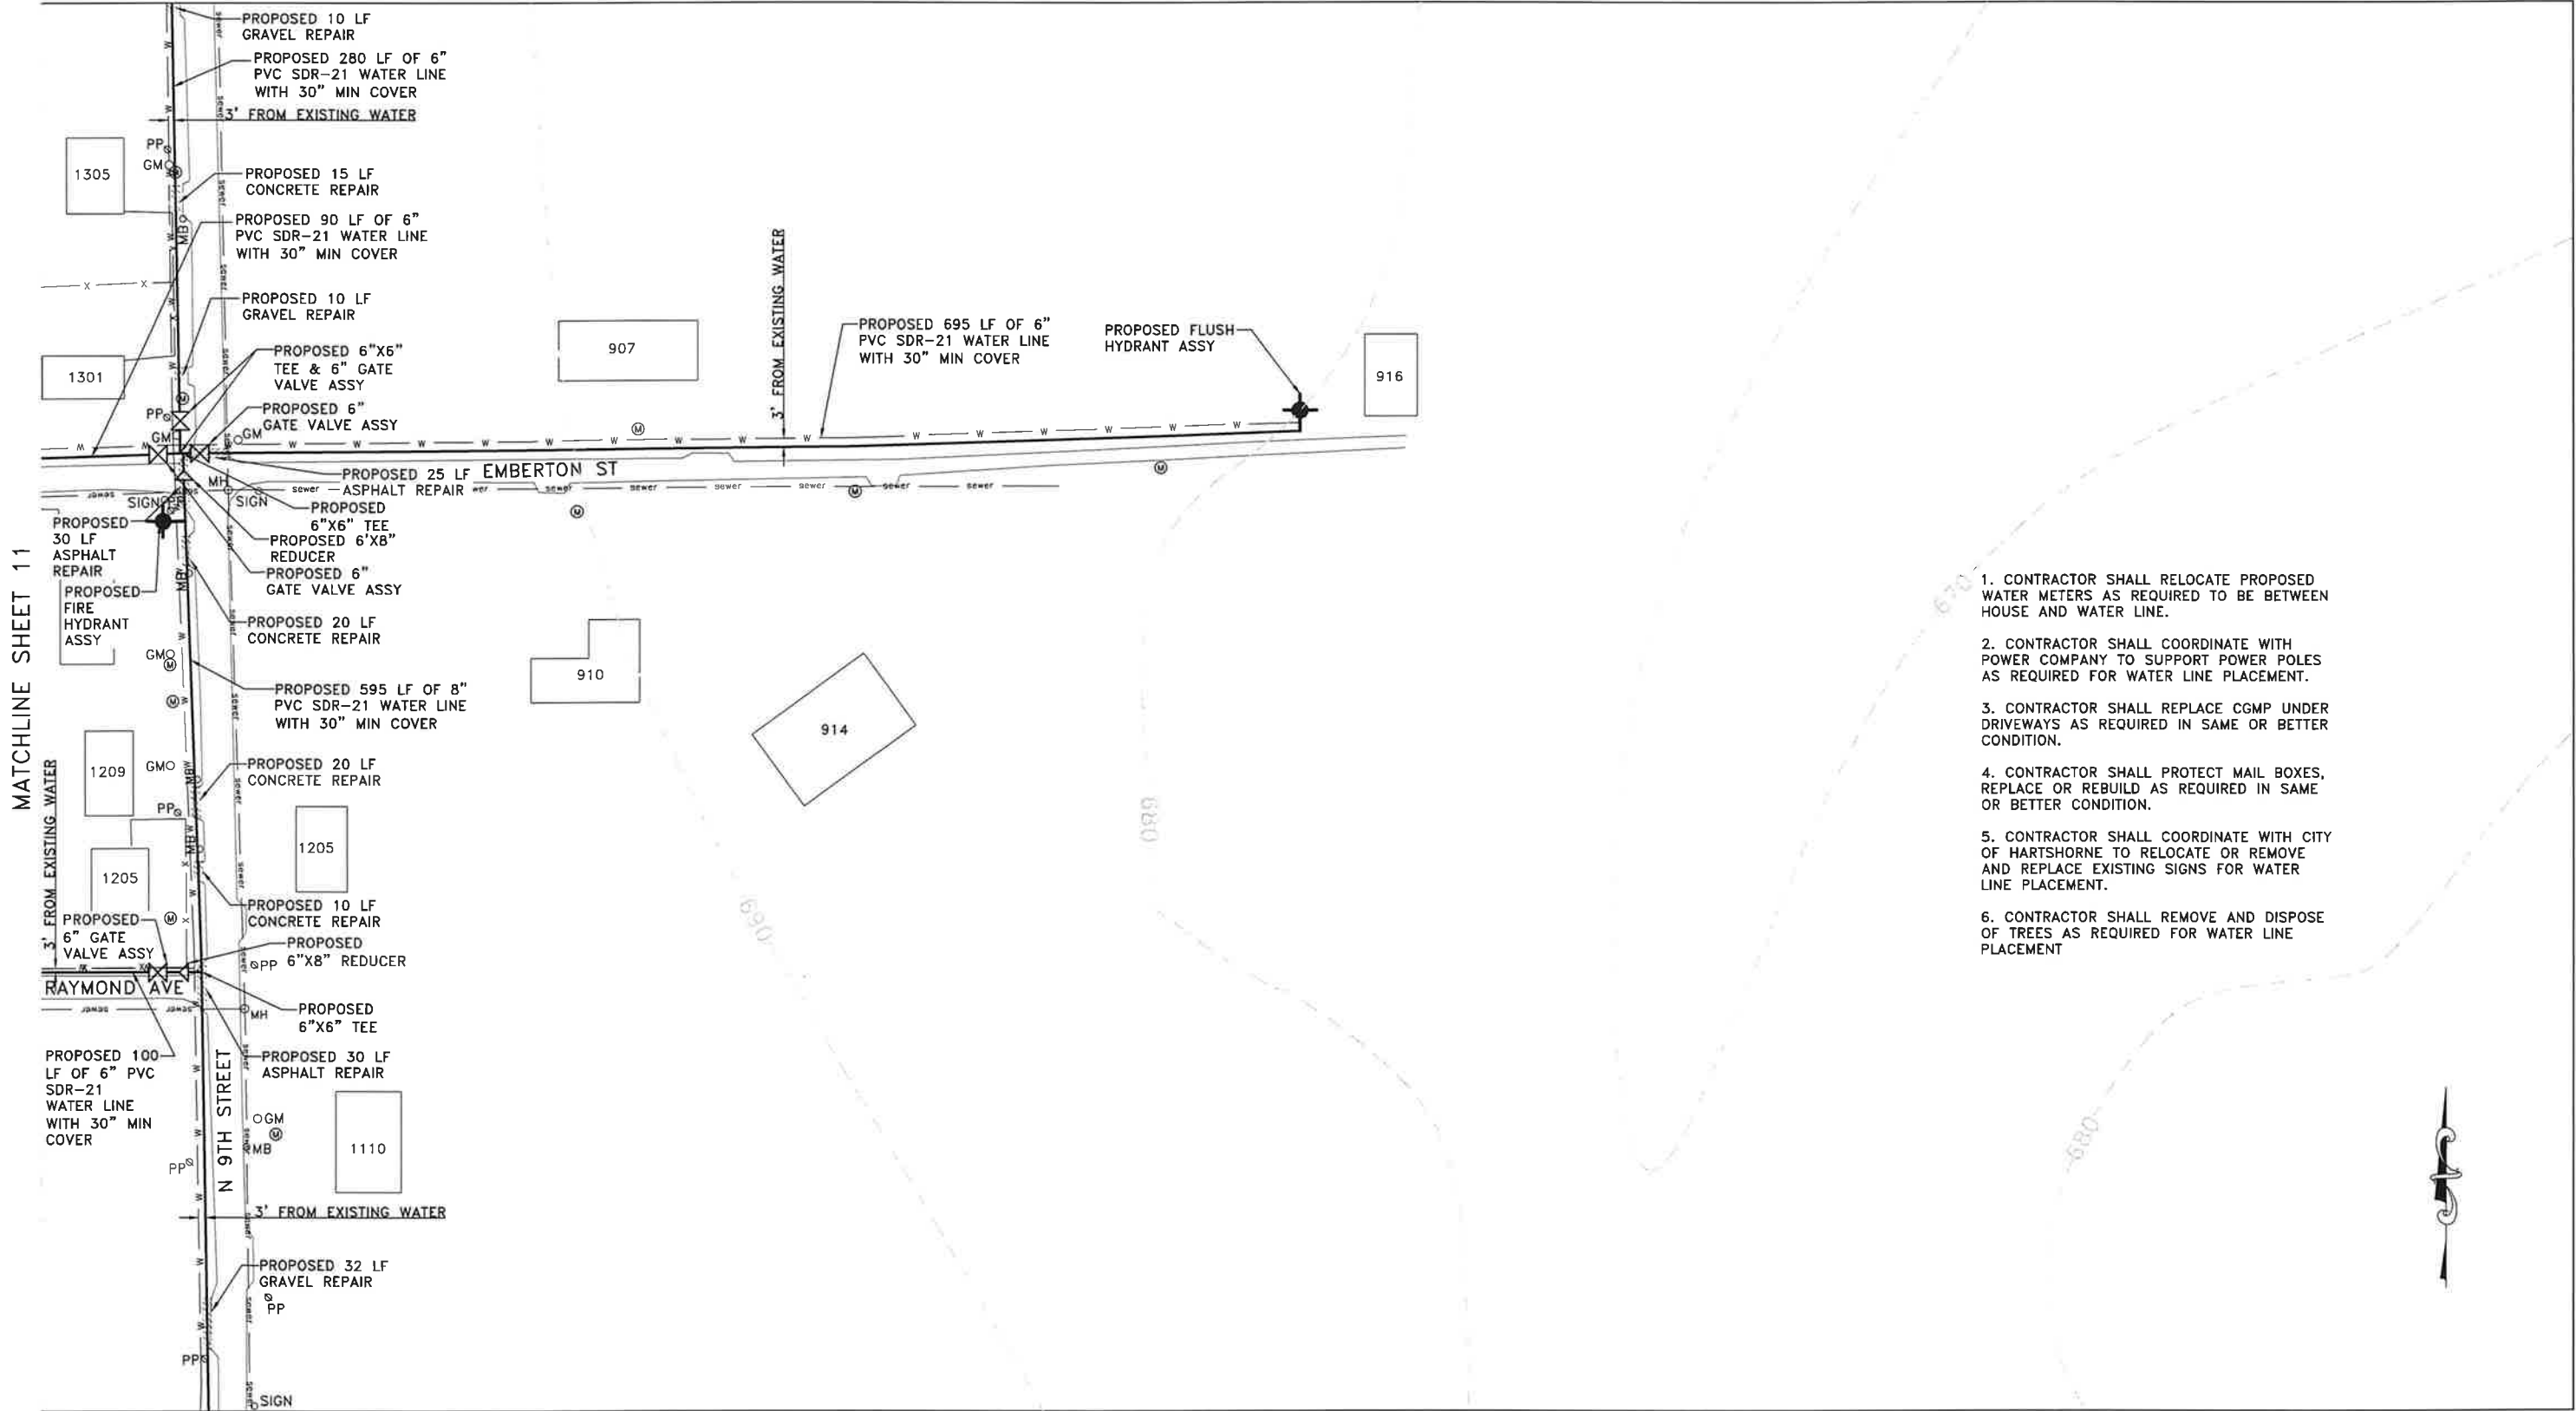 PROPOSED 10 LF
GRAVEL REPAIR
PROPOSED 280 LF OF 6"
PVC SDR-21 WATER LINE
WITH 30" MIN COVER
3' FROM EXISTING WATER
PP
GM
1305
PROPOSED 15 LF
CONCRETE REPAIR
MB
PROPOSED 90 LF OF 6"
PVC SDR-21 WATER LINE
WITH 30" MIN COVER
PROPOSED 10 LF
GRAVEL REPAIR
1301
PROPOSED 6"X6"
TEE & 6" GATE
VALVE ASSY
PP
PROPOSED 6"
GATE VALVE ASSY
GM
GM
907
3' FROM EXISTING WATER
PROPOSED 695 LF OF 6"
PVC SDR-21 WATER LINE
WITH 30" MIN COVER
PROPOSED FLUSH
HYDRANT ASSY
916
EMBERTON ST
PROPOSED 25 LF
ASPHALT REPAIR
MH
SIGN
SIGN
sewer
sewer
sewer
sewer
sewer
sewer
PROPOSED
6"X6" TEE
PROPOSED 6'X8"
REDUCER
PROPOSED 6"
GATE VALVE ASSY
PROPOSED
30 LF
ASPHALT
REPAIR
PROPOSED
FIRE
HYDRANT
ASSY
MB
PROPOSED 20 LF
CONCRETE REPAIR
GM
PROPOSED 595 LF OF 8"
PVC SDR-21 WATER LINE
WITH 30" MIN COVER
910
914
MATCHLINE SHEET 11
1209
GM
PP
MB
PROPOSED 20 LF
CONCRETE REPAIR
3' FROM EXISTING WATER
MB
1205
1205
PROPOSED 10 LF
CONCRETE REPAIR
PROPOSED
6" GATE
VALVE ASSY
PROPOSED
6"X8" REDUCER
PP
RAYMOND AVE
PROPOSED
6"X6" TEE
MH
PROPOSED 100
LF OF 6" PVC
SDR-21
WATER LINE
WITH 30" MIN
COVER
PROPOSED 30 LF
ASPHALT REPAIR
N 9TH STREET
GM
MB
1110
PP
3' FROM EXISTING WATER
PROPOSED 32 LF
GRAVEL REPAIR
PP
PP
SIGN
690
680
670
680
1. CONTRACTOR SHALL RELOCATE PROPOSED
WATER METERS AS REQUIRED TO BE BETWEEN
HOUSE AND WATER LINE.
2. CONTRACTOR SHALL COORDINATE WITH
POWER COMPANY TO SUPPORT POWER POLES
AS REQUIRED FOR WATER LINE PLACEMENT.
3. CONTRACTOR SHALL REPLACE CGMP UNDER
DRIVEWAYS AS REQUIRED IN SAME OR BETTER
CONDITION.
4. CONTRACTOR SHALL PROTECT MAIL BOXES,
REPLACE OR REBUILD AS REQUIRED IN SAME
OR BETTER CONDITION.
5. CONTRACTOR SHALL COORDINATE WITH CITY
OF HARTSHORNE TO RELOCATE OR REMOVE
AND REPLACE EXISTING SIGNS FOR WATER
LINE PLACEMENT.
6. CONTRACTOR SHALL REMOVE AND DISPOSE
OF TREES AS REQUIRED FOR WATER LINE
PLACEMENT